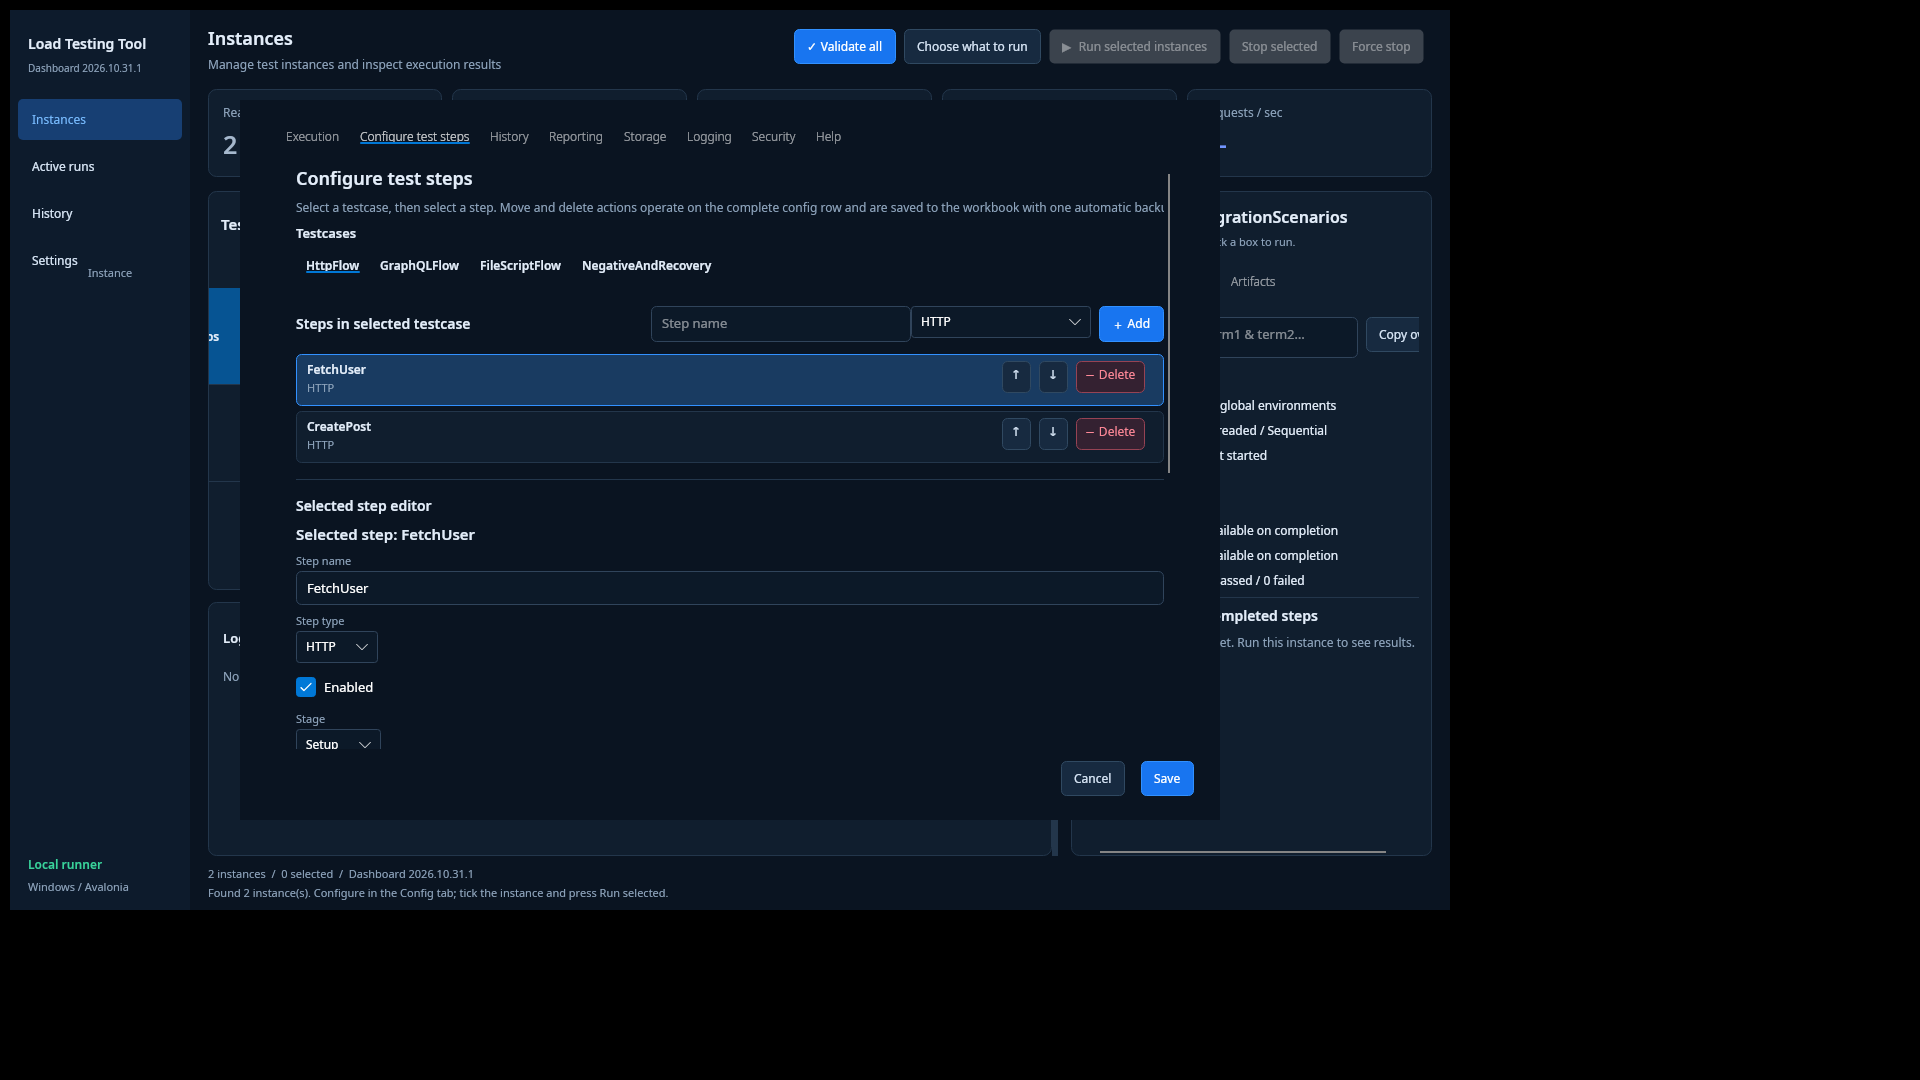 Load Testing Tool
Dashboard 2026.10.31.1
Instances
Active runs
History
Settings
Instance
Local runner
Windows / Avalonia
Instances
Manage test instances and inspect execution results
✓ Validate all
Choose what to run
▶ Run selected instances
Stop selected
Force stop
2
quests / sec
Execution
Configure test steps
History
Reporting
Storage
Logging
Security
Help
Configure test steps
Select a testcase, then select a step. Move and delete actions operate on the complete config row and are saved to the workbook with one automatic
Testcases
HttpFlow
GraphQLFlow
FileScriptFlow
NegativeAndRecovery
Steps in selected testcase
Step name
HTTP
+ Add
FetchUser
HTTP
↑
↓
– Delete
CreatePost
HTTP
↑
↓
– Delete
Selected step editor
Selected step: FetchUser
Step name
FetchUser
Step type
HTTP
Enabled
Stage
Setup
Cancel
Save
grationScenarios
k a box to run.
Artifacts
rm1 & term2...
Copy
global environments
readed / Sequential
t started
ailable on completion
ailable on completion
assed / 0 failed
mpleted steps
et. Run this instance to see results.
No
2 instances / 0 selected / Dashboard 2026.10.31.1
Found 2 instance(s). Configure in the Config tab; tick the instance and press Run selected.